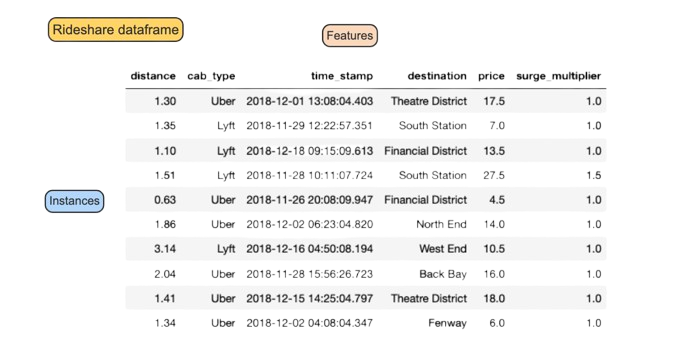 Rideshare dataframe
Features
distance cab_type time_stamp destination price surge_multiplier
1.30 Uber 2018-12-01 13:08:04.403 Theatre District 17.5 1.0
1.35 Lyft 2018-11-29 12:22:57.351 South Station 7.0 1.0
1.10 Lyft 2018-12-18 09:15:09.613 Financial District 13.5 1.0
1.51 Lyft 2018-11-28 10:11:07.724 South Station 27.5 1.5
Instances
0.63 Uber 2018-11-26 20:08:09.947 Financial District 4.5 1.0
1.86 Uber 2018-12-02 06:23:04.820 North End 14.0 1.0
3.14 Lyft 2018-12-16 04:50:08.194 West End 10.5 1.0
2.04 Uber 2018-11-28 15:56:26.723 Back Bay 16.0 1.0
1.41 Uber 2018-12-15 14:25:04.797 Theatre District 18.0 1.0
1.34 Uber 2018-12-02 04:08:04.347 Fenway 6.0 1.0